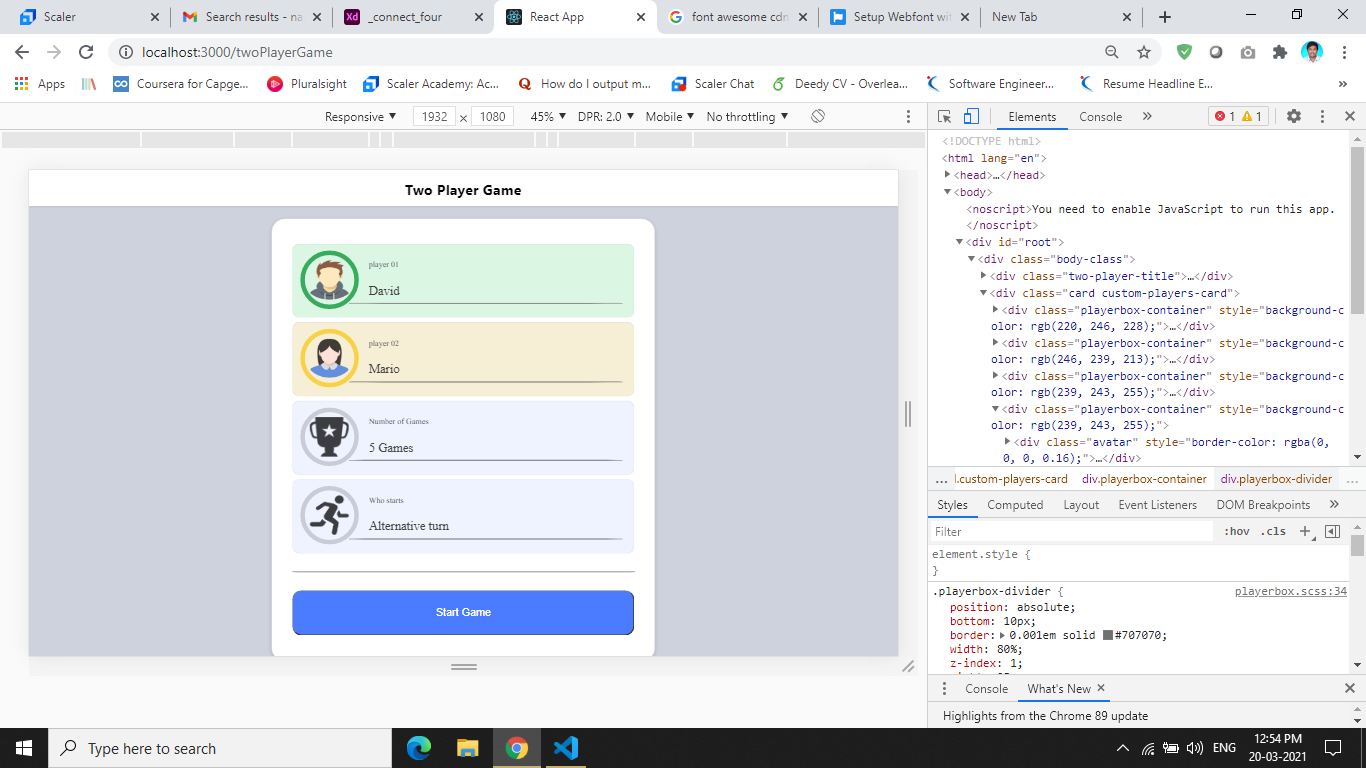 Scaler
Search results - na
Xd _connect_four
React App
font awesome cdn
Setup Webfont wit
New Tab
localhost:3000/twoPlayerGame
Apps
Coursera for Capge...
Pluralsight
Scaler Academy: Ac...
How do I output m...
Scaler Chat
Deedy CV - Overlea...
Software Engineer...
Resume Headline E...
Responsive 1932 x 1080 45% DPR: 2.0 Mobile No throttling
Two Player Game
player 01
David
player 02
Mario
Number of Games
5 Games
Who starts
Alternative turn
Start Game
Elements Console 1 1
<!DOCTYPE html>
<html lang="en">
<head>…</head>
<body>
<noscript>You need to enable JavaScript to run this app.
</noscript>
<div id="root">
<div class="body-class">
<div class="two-player-title">…</div>
<div class="card custom-players-card">
<div class="playerbox-container" style="background-c
olor: rgb(220, 246, 228);">…</div>
<div class="playerbox-container" style="background-c
olor: rgb(246, 239, 213);">…</div>
<div class="playerbox-container" style="background-c
olor: rgb(239, 243, 255);">…</div>
<div class="playerbox-container" style="background-c
olor: rgb(239, 243, 255);">
<div class="avatar" style="border-color: rgba(0,
0, 0, 0.16);">…</div>
... l.custom-players-card div.playerbox-container div.playerbox-divider ...
Styles Computed Layout Event Listeners DOM Breakpoints
Filter :hov .cls
element.style {
}
.playerbox-divider { playerbox.scss:34
position: absolute;
bottom: 10px;
border: 0.001em solid #707070;
width: 80%;
z-index: 1;
Console What's New
Highlights from the Chrome 89 update
Type here to search
ENG
12:54 PM
20-03-2021